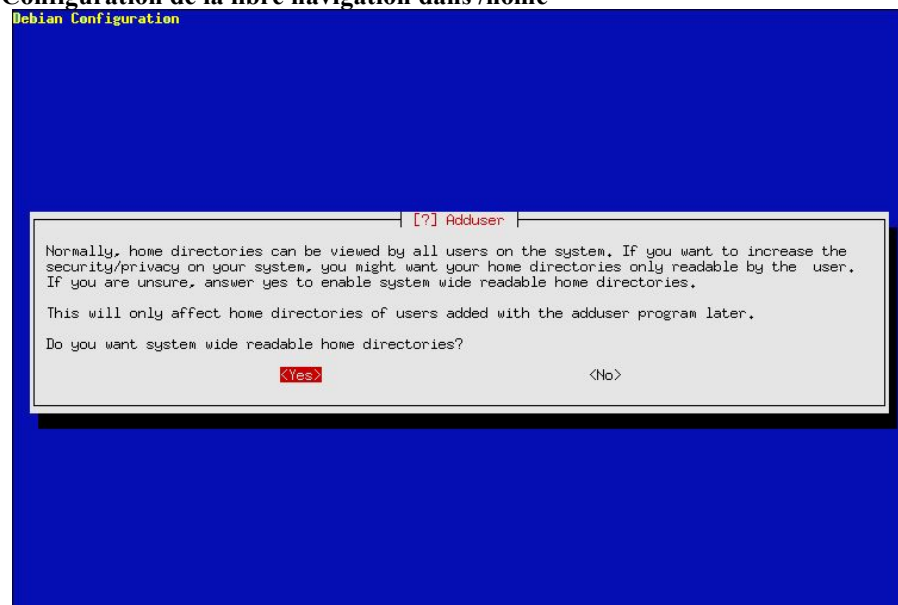 Configuration de la libre navigation dans /home
Debian Configuration
[?] Adduser
Normally, home directories can be viewed by all users on the system. If you want to increase the
security/privacy on your system, you might want your home directories only readable by the  user.
If you are unsure, answer yes to enable system wide readable home directories.
This will only affect home directories of users added with the adduser program later.
Do you want system wide readable home directories?
<Yes> <No>